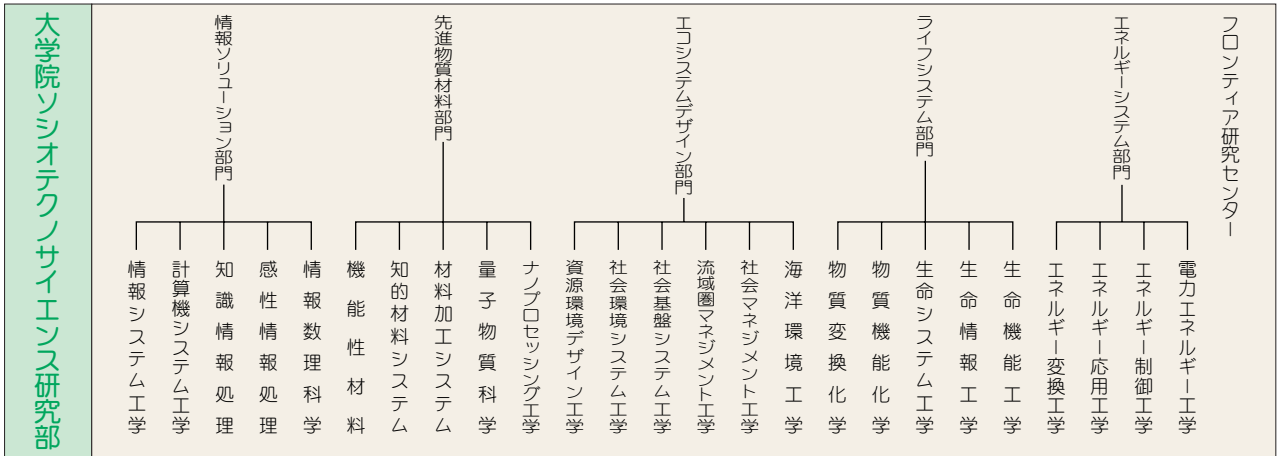 大学院ソシオテクノサイエンス研究部
情報ソリューション部門
情報システム工学
計算機システム工学
知識情報処理
感性情報処理
情報数理科学
先進物質材料部門
機能性材料
知的材料システム
材料加工システム
量子物質科学
ナノプロセッシング工学
エコシステムデザイン部門
資源環境デザイン工学
社会環境システム工学
社会基盤システム工学
流域圏マネジメント工学
社会マネジメント工学
海洋環境工学
ライフシステム部門
物質変換化学
物質機能化学
生命システム工学
生命情報工学
生命機能工学
エネルギーシステム部門
エネルギー変換工学
エネルギー応用工学
エネルギー制御工学
電力エネルギー工学
フロンティア研究センター